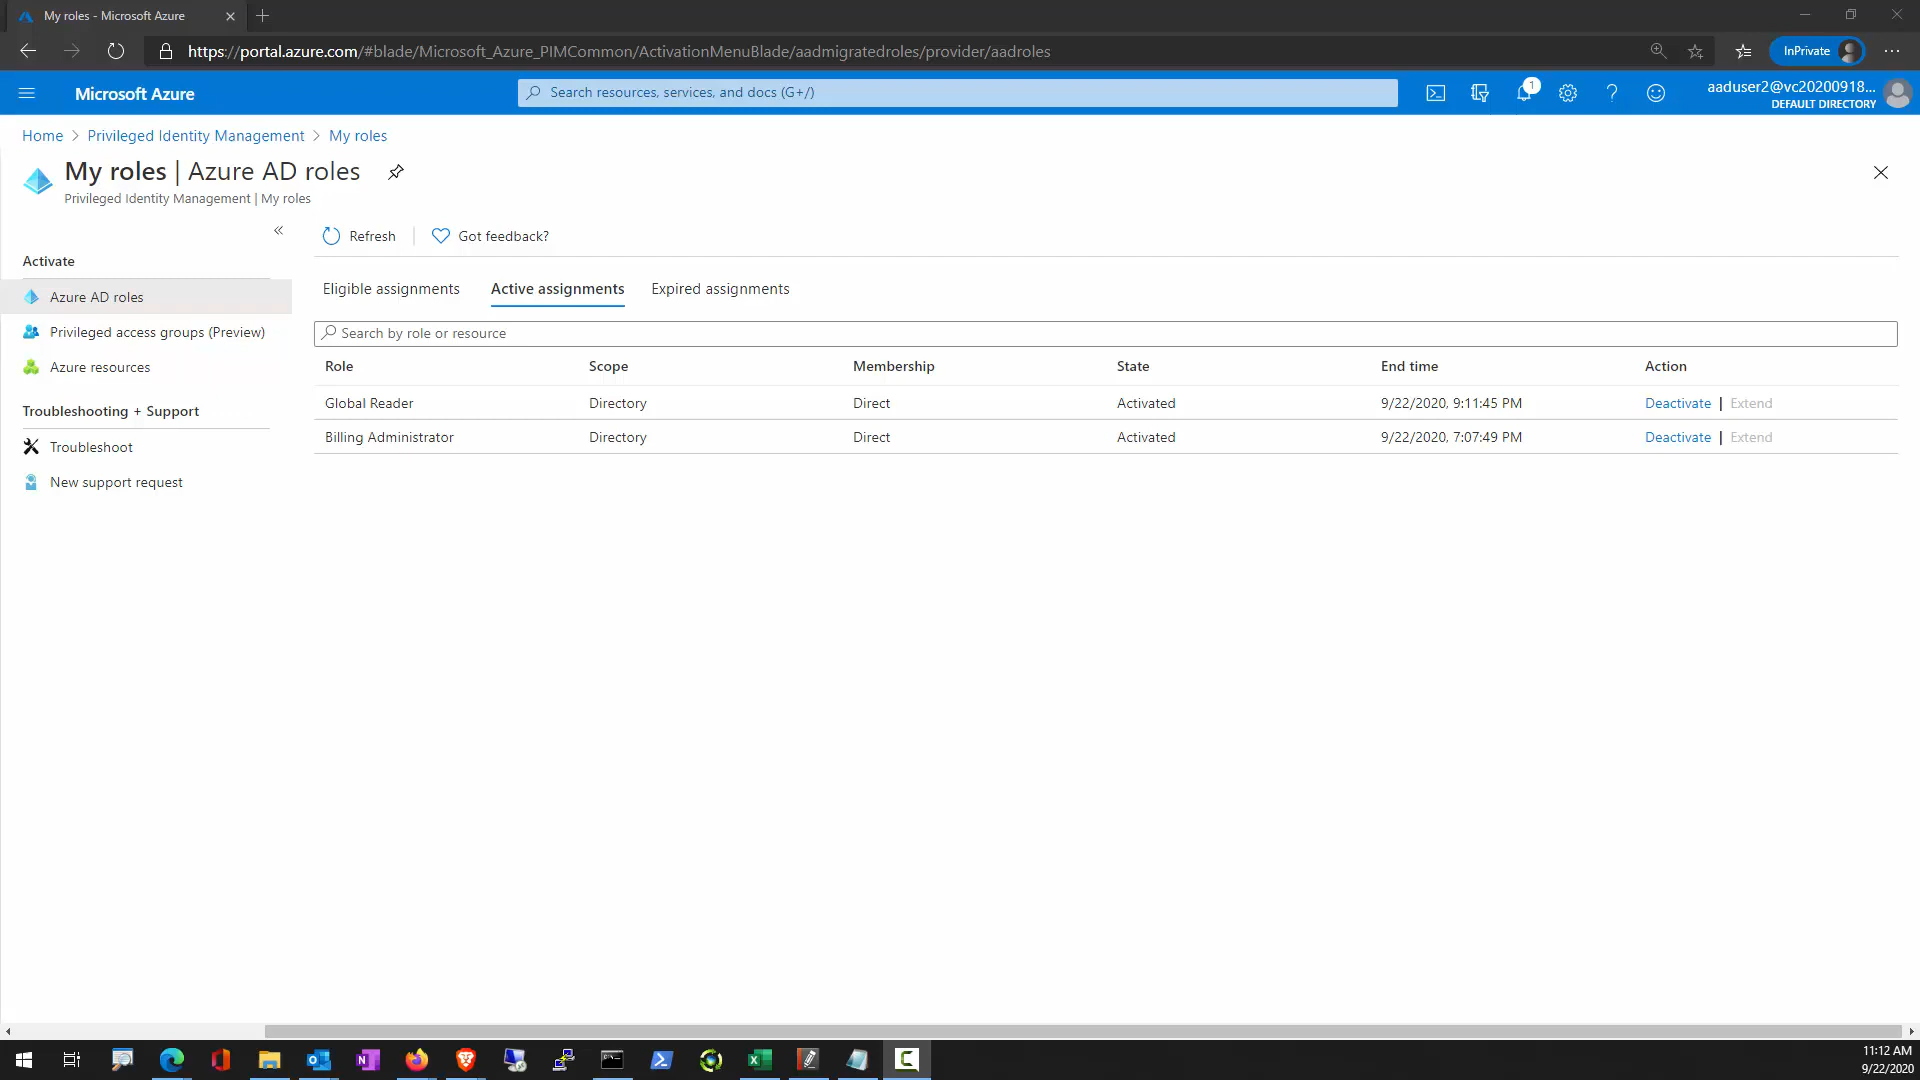 My roles - Microsoft Azure
https://portal.azure.com/#blade/Microsoft_Azure_PIMCommon/ActivationMenuBlade/aadmigratedroles/provider/aadroles
InPrivate
Microsoft Azure
Search resources, services, and docs (G+/)
1
aaduser2@vc20200918...
DEFAULT DIRECTORY
Home > Privileged Identity Management > My roles
My roles | Azure AD roles
Privileged Identity Management | My roles
Refresh
Got feedback?
Activate
Azure AD roles
Privileged access groups (Preview)
Azure resources
Troubleshooting + Support
Troubleshoot
New support request
Eligible assignments Active assignments Expired assignments
Search by role or resource
Role Scope Membership State End time Action
Global Reader Directory Direct Activated 9/22/2020, 9:11:45 PM Deactivate | Extend
Billing Administrator Directory Direct Activated 9/22/2020, 7:07:49 PM Deactivate | Extend
11:12 AM
9/22/2020